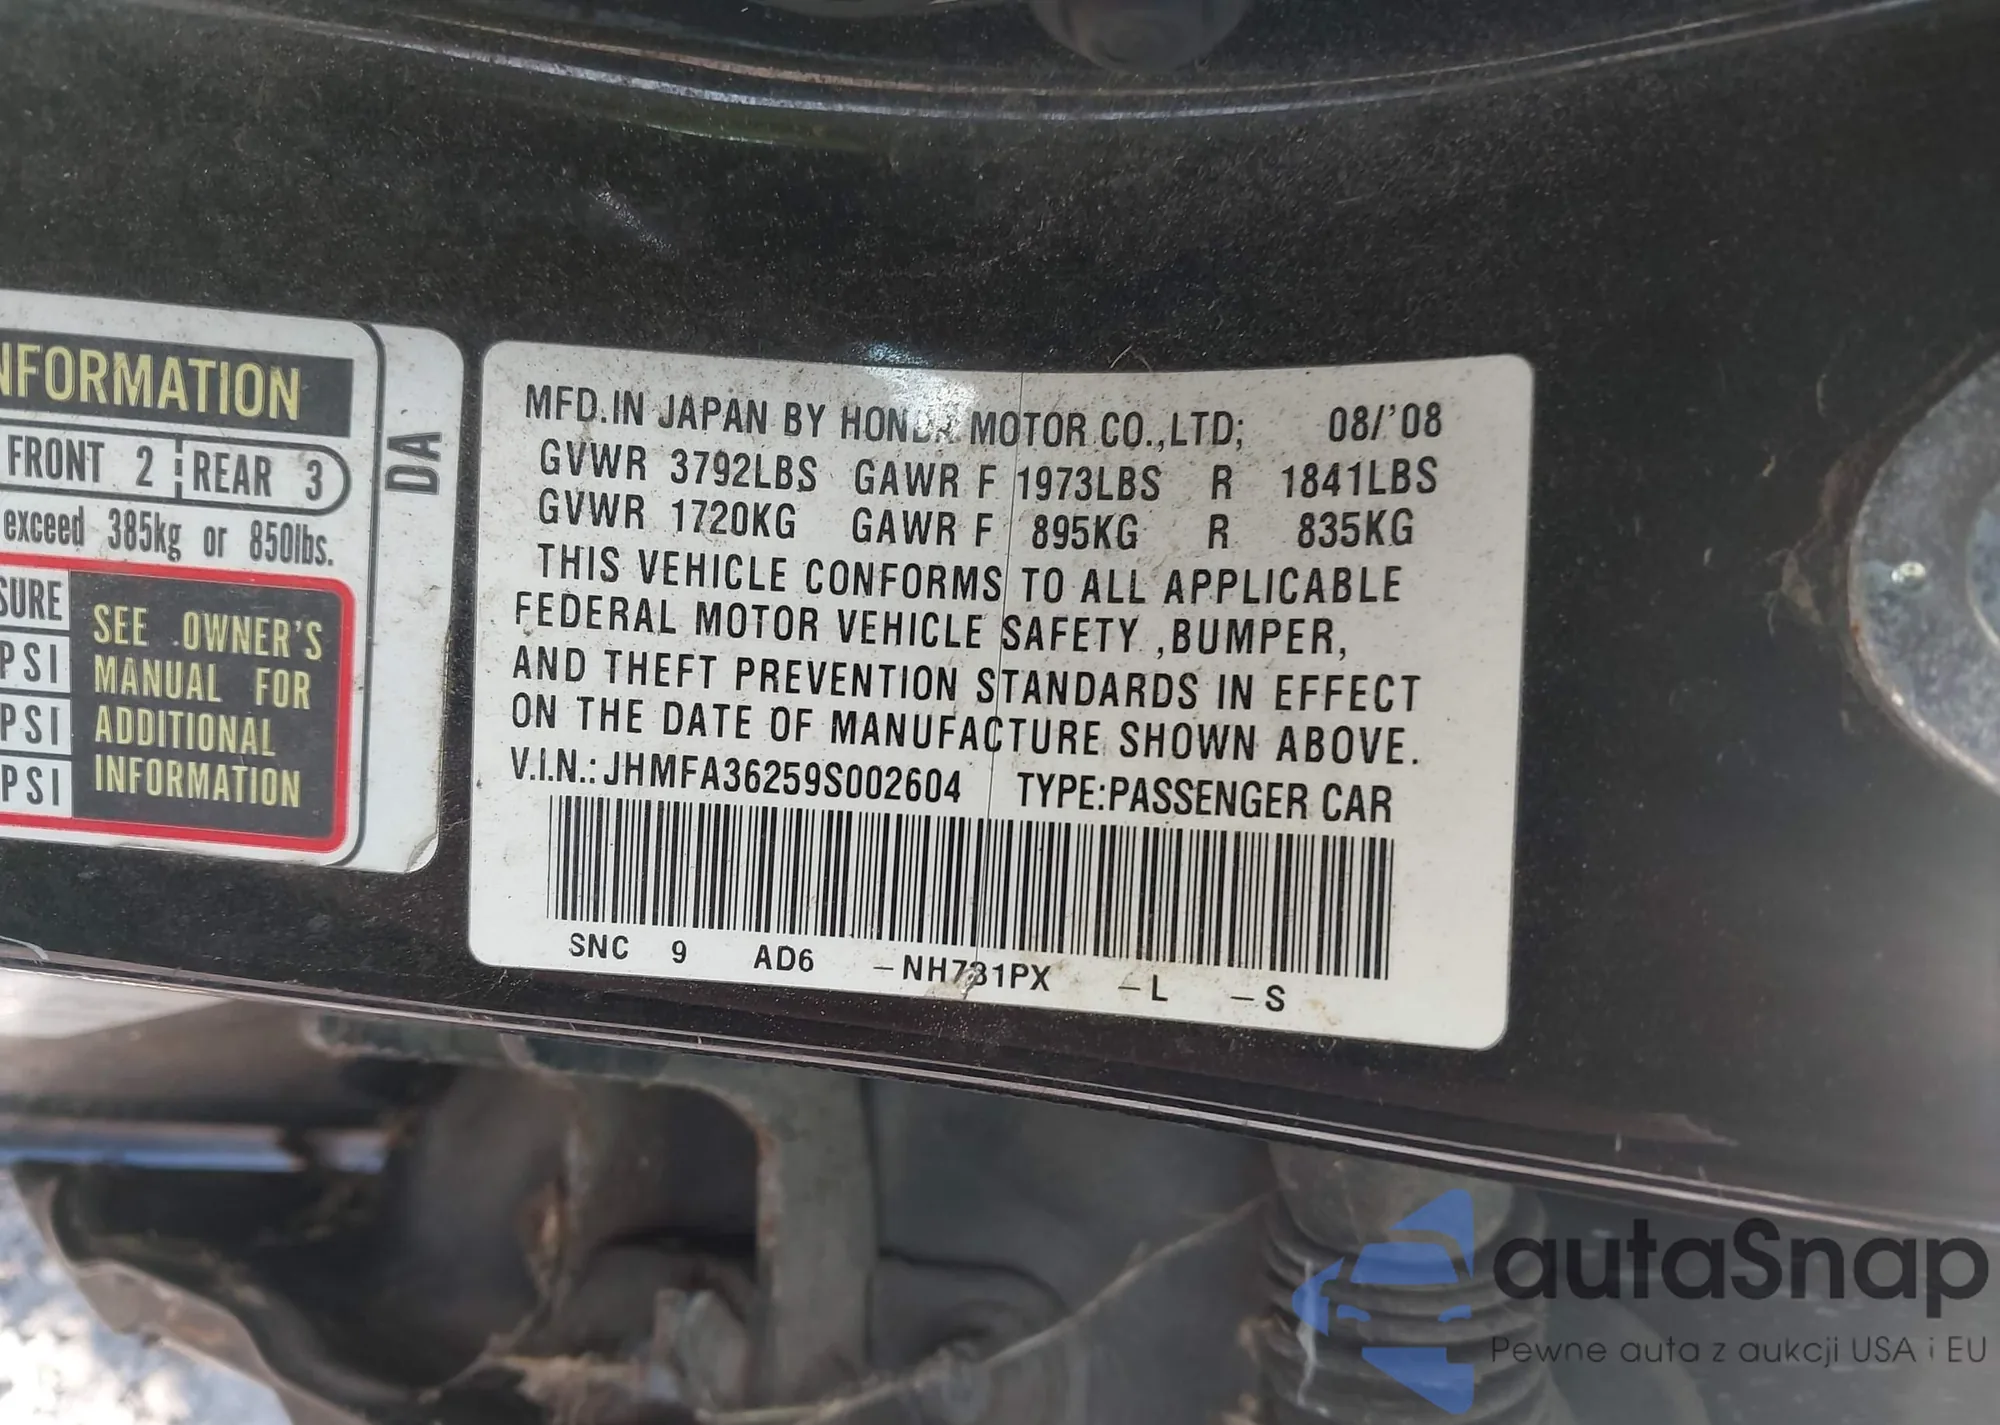 NFORMATION
FRONT 2 REAR 3
exceed 385kg or 850lbs.
SURE
PSI
PSI
PSI
SEE OWNER'S
MANUAL FOR
ADDITIONAL
INFORMATION
DA
MFD.IN JAPAN BY HONDA MOTOR CO.,LTD; 08/'08
GVWR 3792LBS GAWR F 1973LBS R 1841LBS
GVWR 1720KG GAWR F 895KG R 835KG
THIS VEHICLE CONFORMS TO ALL APPLICABLE
FEDERAL MOTOR VEHICLE SAFETY ,BUMPER,
AND THEFT PREVENTION STANDARDS IN EFFECT
ON THE DATE OF MANUFACTURE SHOWN ABOVE.
V.I.N.: JHMFA36259S002604 TYPE:PASSENGER CAR
SNC 9 AD6 -NH731PX -L -S
autaSnap
Pewne auta z aukcji USA i EU